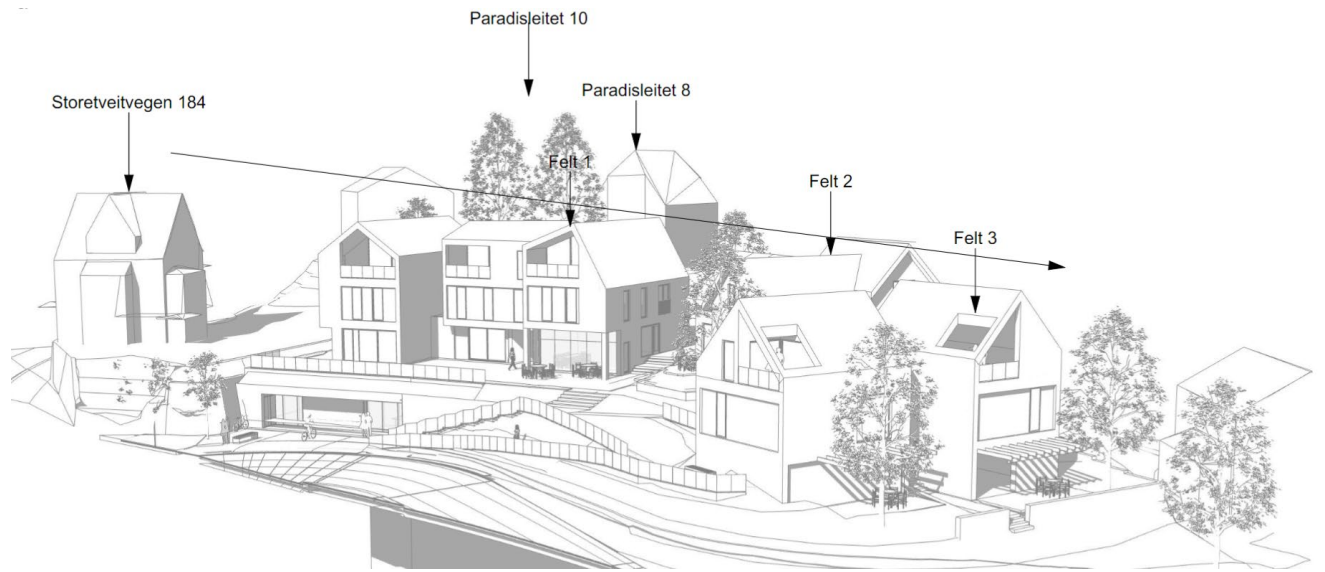 Paradisleitet 10
Paradisleitet 8
Storetveitvegen 184
Felt 1
Felt 2
Felt 3